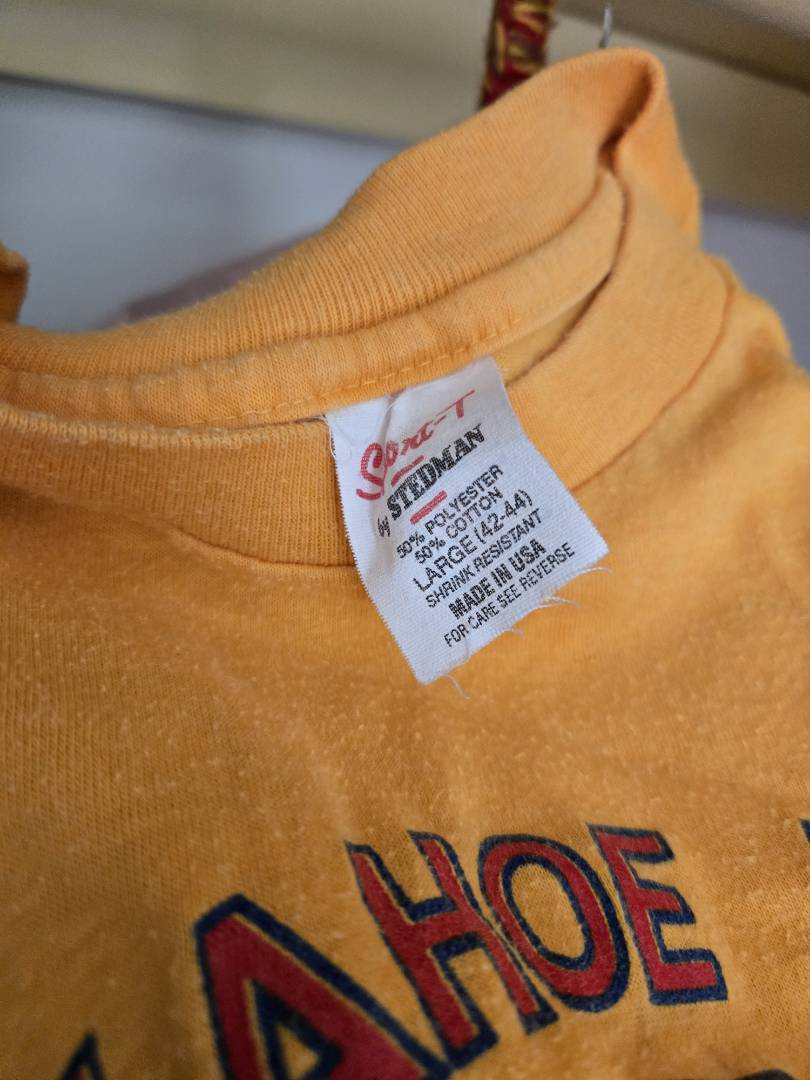 Sport-T
by STEDMAN
50% POLYESTER
50% COTTON
LARGE (42-44)
SHRINK RESISTANT
MADE IN USA
FOR CARE SEE REVERSE
AHOE